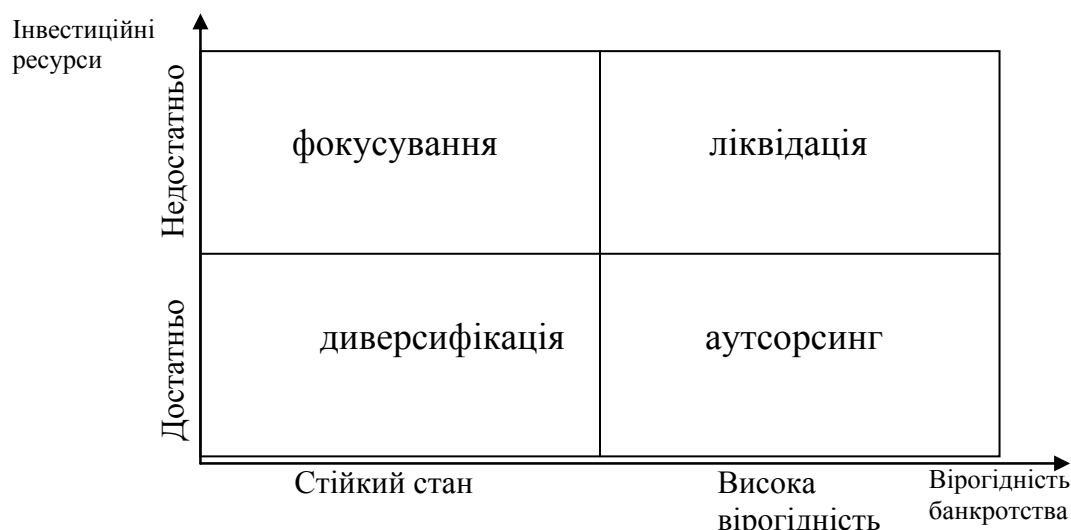 Інвестиційні
ресурси
Недостатньо
фокусування
ліквідація
Достатньо
диверсифікація
аутсорсинг
Стійкий стан
Висока
вірогідність
Вірогідність
банкротства